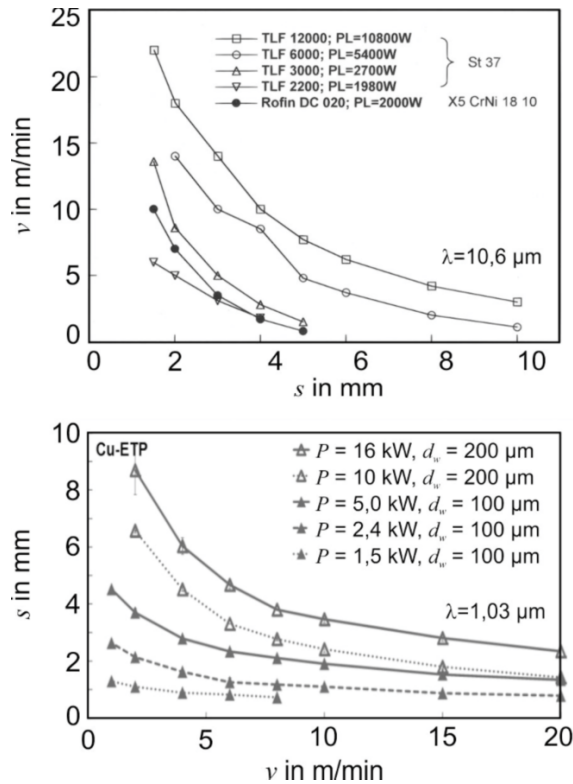 25
20
15
10
5
0
v in m/min
TLF 12000; PL=10800W
TLF 6000; PL=5400W
TLF 3000; PL=2700W
TLF 2200; PL=1980W
St 37
Rofin DC 020; PL=2000W X5 CrNi 18 10
λ=10,6 µm
0 2 4 6 8 10
s in mm
10
8
6
4
2
0
s in mm
Cu-ETP
P = 16 kW, dw = 200 µm
P = 10 kW, dw = 200 µm
P = 5,0 kW, dw = 100 µm
P = 2,4 kW, dw = 100 µm
P = 1,5 kW, dw = 100 µm
λ=1,03 µm
0 5 10 15 20
v in m/min